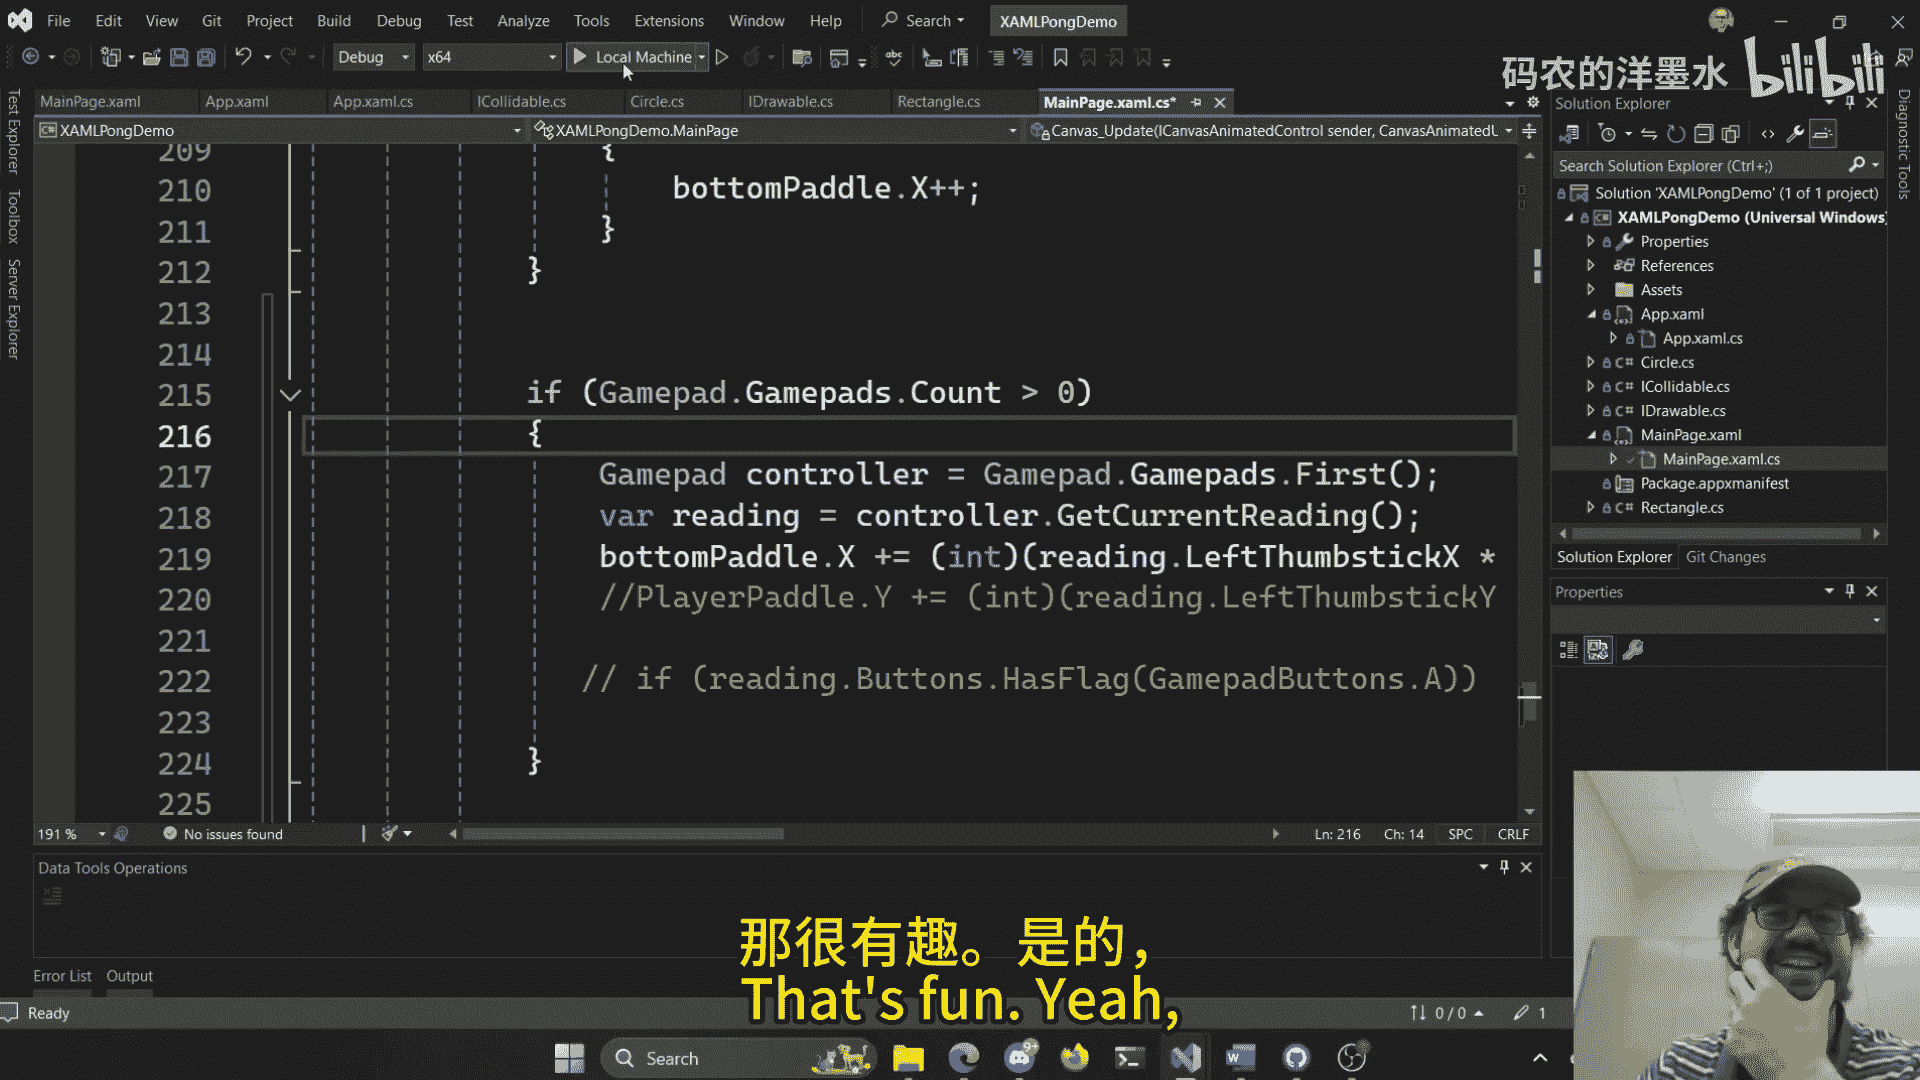 File Edit View Git Project Build Debug Test Analyze Tools Extensions Window Help Search XAMLPongDemo
Debug x64 Local Machine
码农的洋墨水 bilibili
MainPage.xaml App.xaml App.xaml.cs ICollidable.cs Circle.cs IDrawable.cs Rectangle.cs MainPage.xaml.cs*
C# XAMLPongDemo XAMLPongDemo.MainPage Canvas_Update(ICanvasAnimatedControl sender, CanvasAnimatedU
Test Explorer
Toolbox
Server Explorer
209 {
210 bottomPaddle.X++;
211 }
212 }
213
214
215 if (Gamepad.Gamepads.Count > 0)
216 {
217 Gamepad controller = Gamepad.Gamepads.First();
218 var reading = controller.GetCurrentReading();
219 bottomPaddle.X += (int)(reading.LeftThumbstickX *
220 //PlayerPaddle.Y += (int)(reading.LeftThumbstickY
221
222 // if (reading.Buttons.HasFlag(GamepadButtons.A))
223
224 }
225
191 % No issues found Ln: 216 Ch: 14 SPC CRLF
Solution Explorer
Search Solution Explorer (Ctrl+;)
Solution 'XAMLPongDemo' (1 of 1 project)
C# XAMLPongDemo (Universal Windows)
Properties
References
Assets
App.xaml
App.xaml.cs
C# Circle.cs
C# ICollidable.cs
C# IDrawable.cs
MainPage.xaml
MainPage.xaml.cs
Package.appxmanifest
C# Rectangle.cs
Solution Explorer Git Changes
Properties
Diagnostic Tools
Data Tools Operations
Error List Output
Ready 0 / 0 1
那很有趣。是的，
That's fun. Yeah,
Search 9+